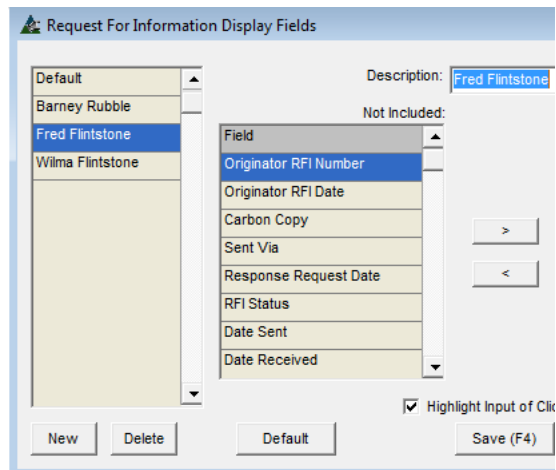 Request For Information Display Fields
Default
Barney Rubble
Fred Flintstone
Wilma Flintstone
Description: Fred Flintstone
Not Included:
Field
Originator RFI Number
Originator RFI Date
Carbon Copy
Sent Via
Response Request Date
RFI Status
Date Sent
Date Received
>
<
Highlight Input of Clic
New Delete Default Save (F4)